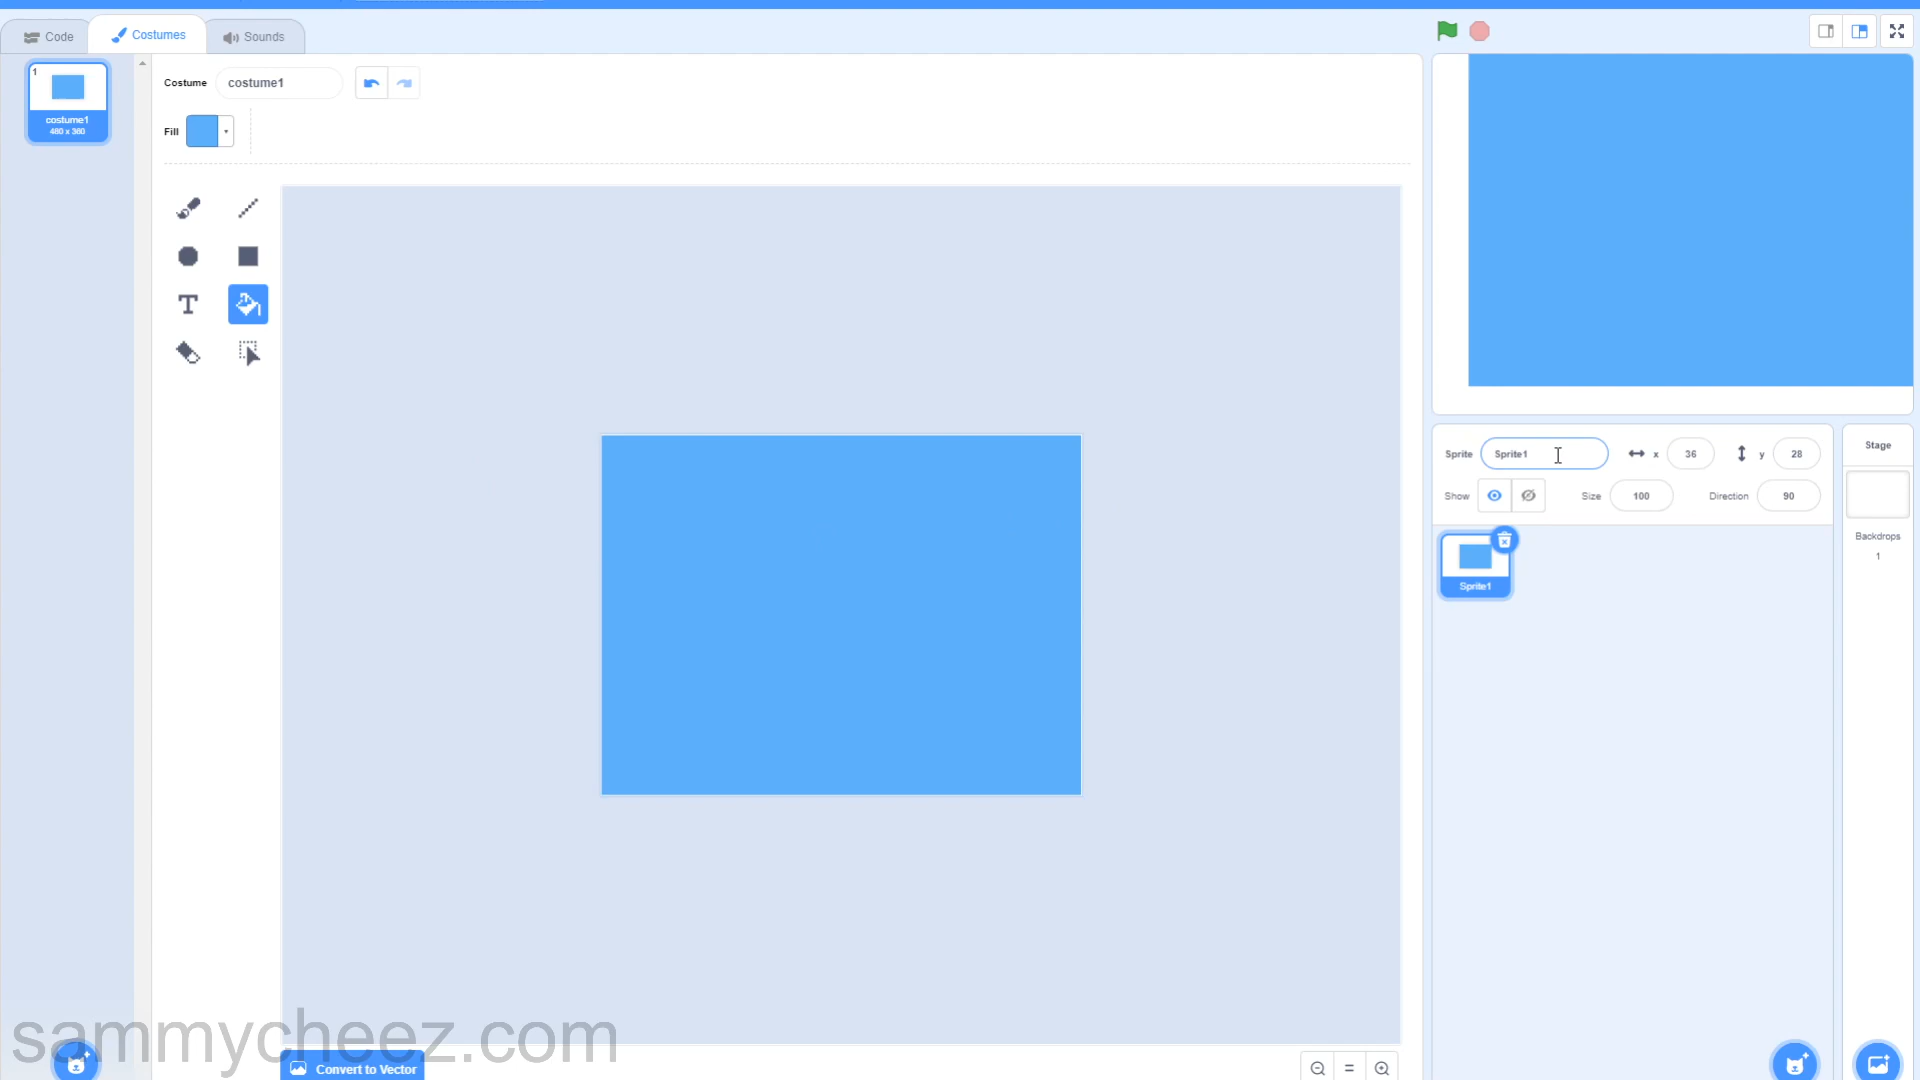 Code
Costumes
Sounds
1
costume1
480 x 360
Costume
costume1
Fill
T
Sprite
Sprite1
x
36
y
28
Show
Size
100
Direction
90
Sprite1
Stage
Backdrops
1
Convert to Vector
sammycheez.com